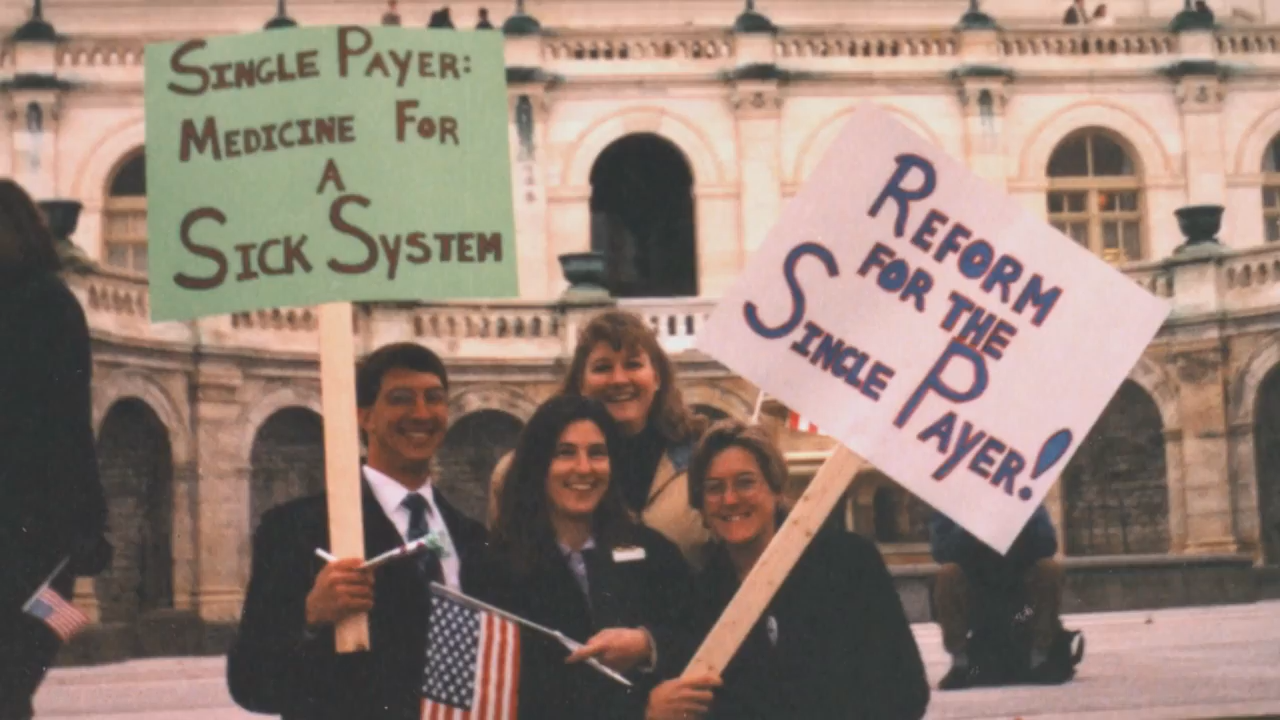 SINGLE PAYER:
MEDICINE FOR
A
SICK SYSTEM
REFORM
FOR THE
SINGLE PAYER!